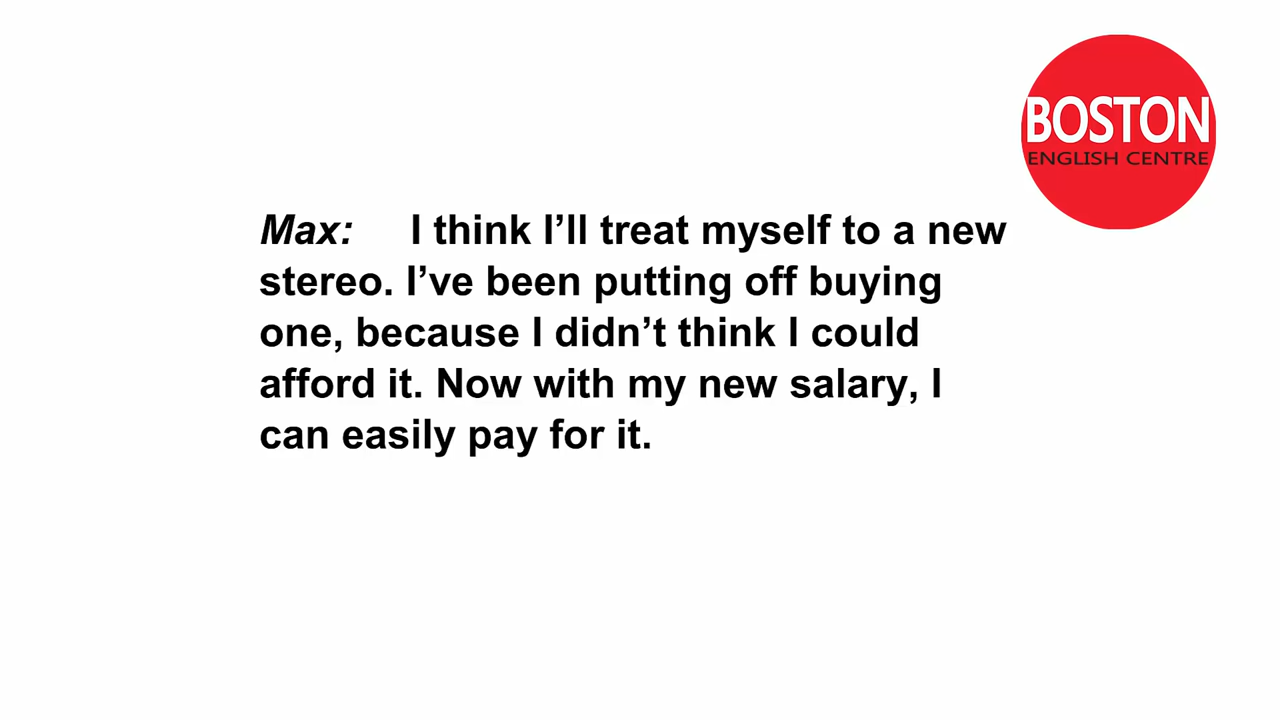 BOSTON
ENGLISH CENTRE
Max: I think I’ll treat myself to a new
stereo. I’ve been putting off buying
one, because I didn’t think I could
afford it. Now with my new salary, I
can easily pay for it.